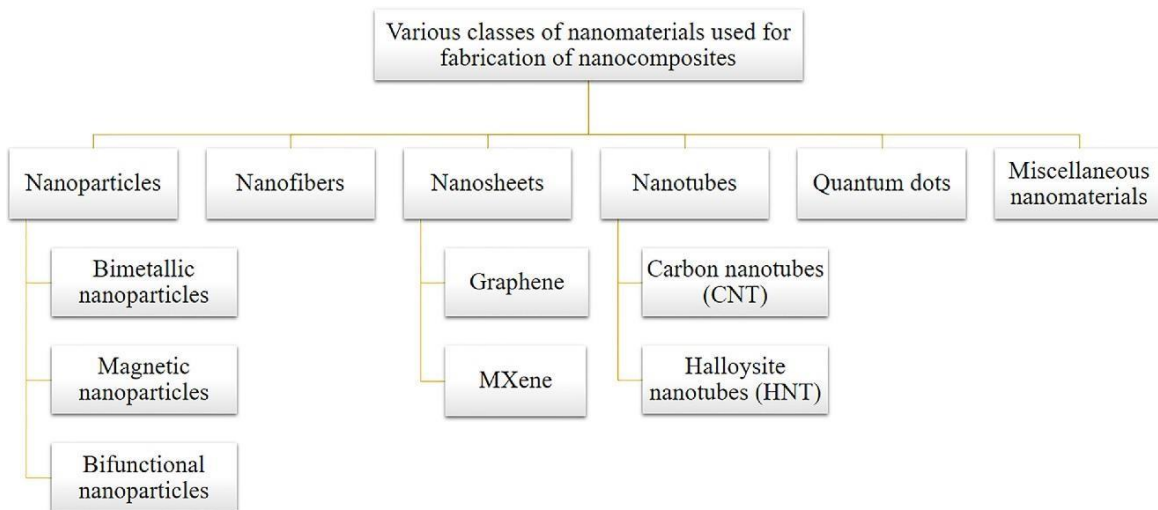 Various classes of nanomaterials used for
fabrication of nanocomposites
Nanoparticles
Nanofibers
Nanosheets
Nanotubes
Quantum dots
Miscellaneous
nanomaterials
Bimetallic
nanoparticles
Graphene
Carbon nanotubes
(CNT)
Magnetic
nanoparticles
MXene
Halloysite
nanotubes (HNT)
Bifunctional
nanoparticles